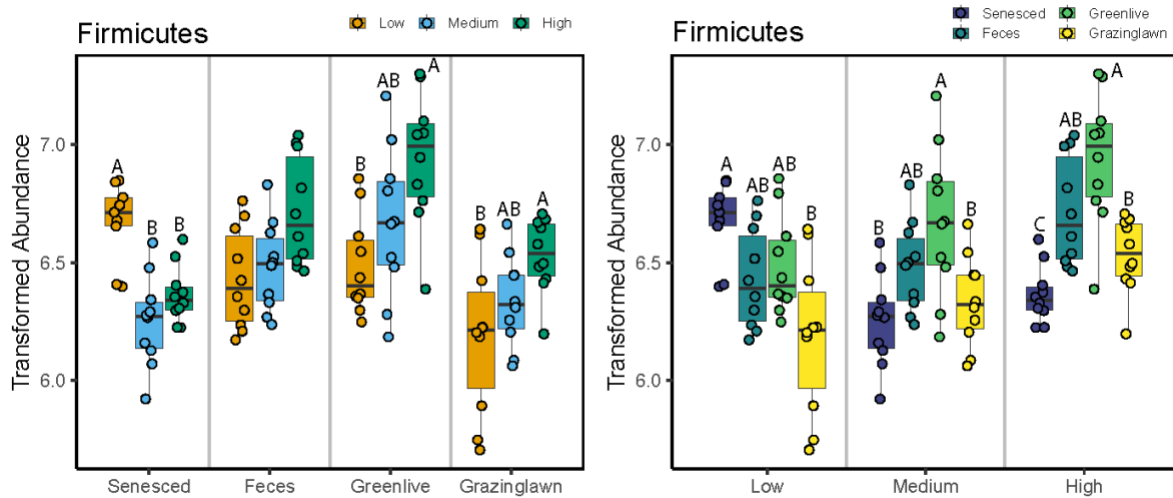 Firmicutes
Low Medium High
Transformed Abundance
7.0
6.5
6.0
A B B
B AB A
B AB A
Senesced Feces Greenlive Grazinglawn
Firmicutes
Senesced Greenlive
Feces Grazinglawn
Transformed Abundance
7.0
6.5
6.0
A AB AB B
B AB A B
C AB A B
Low Medium High